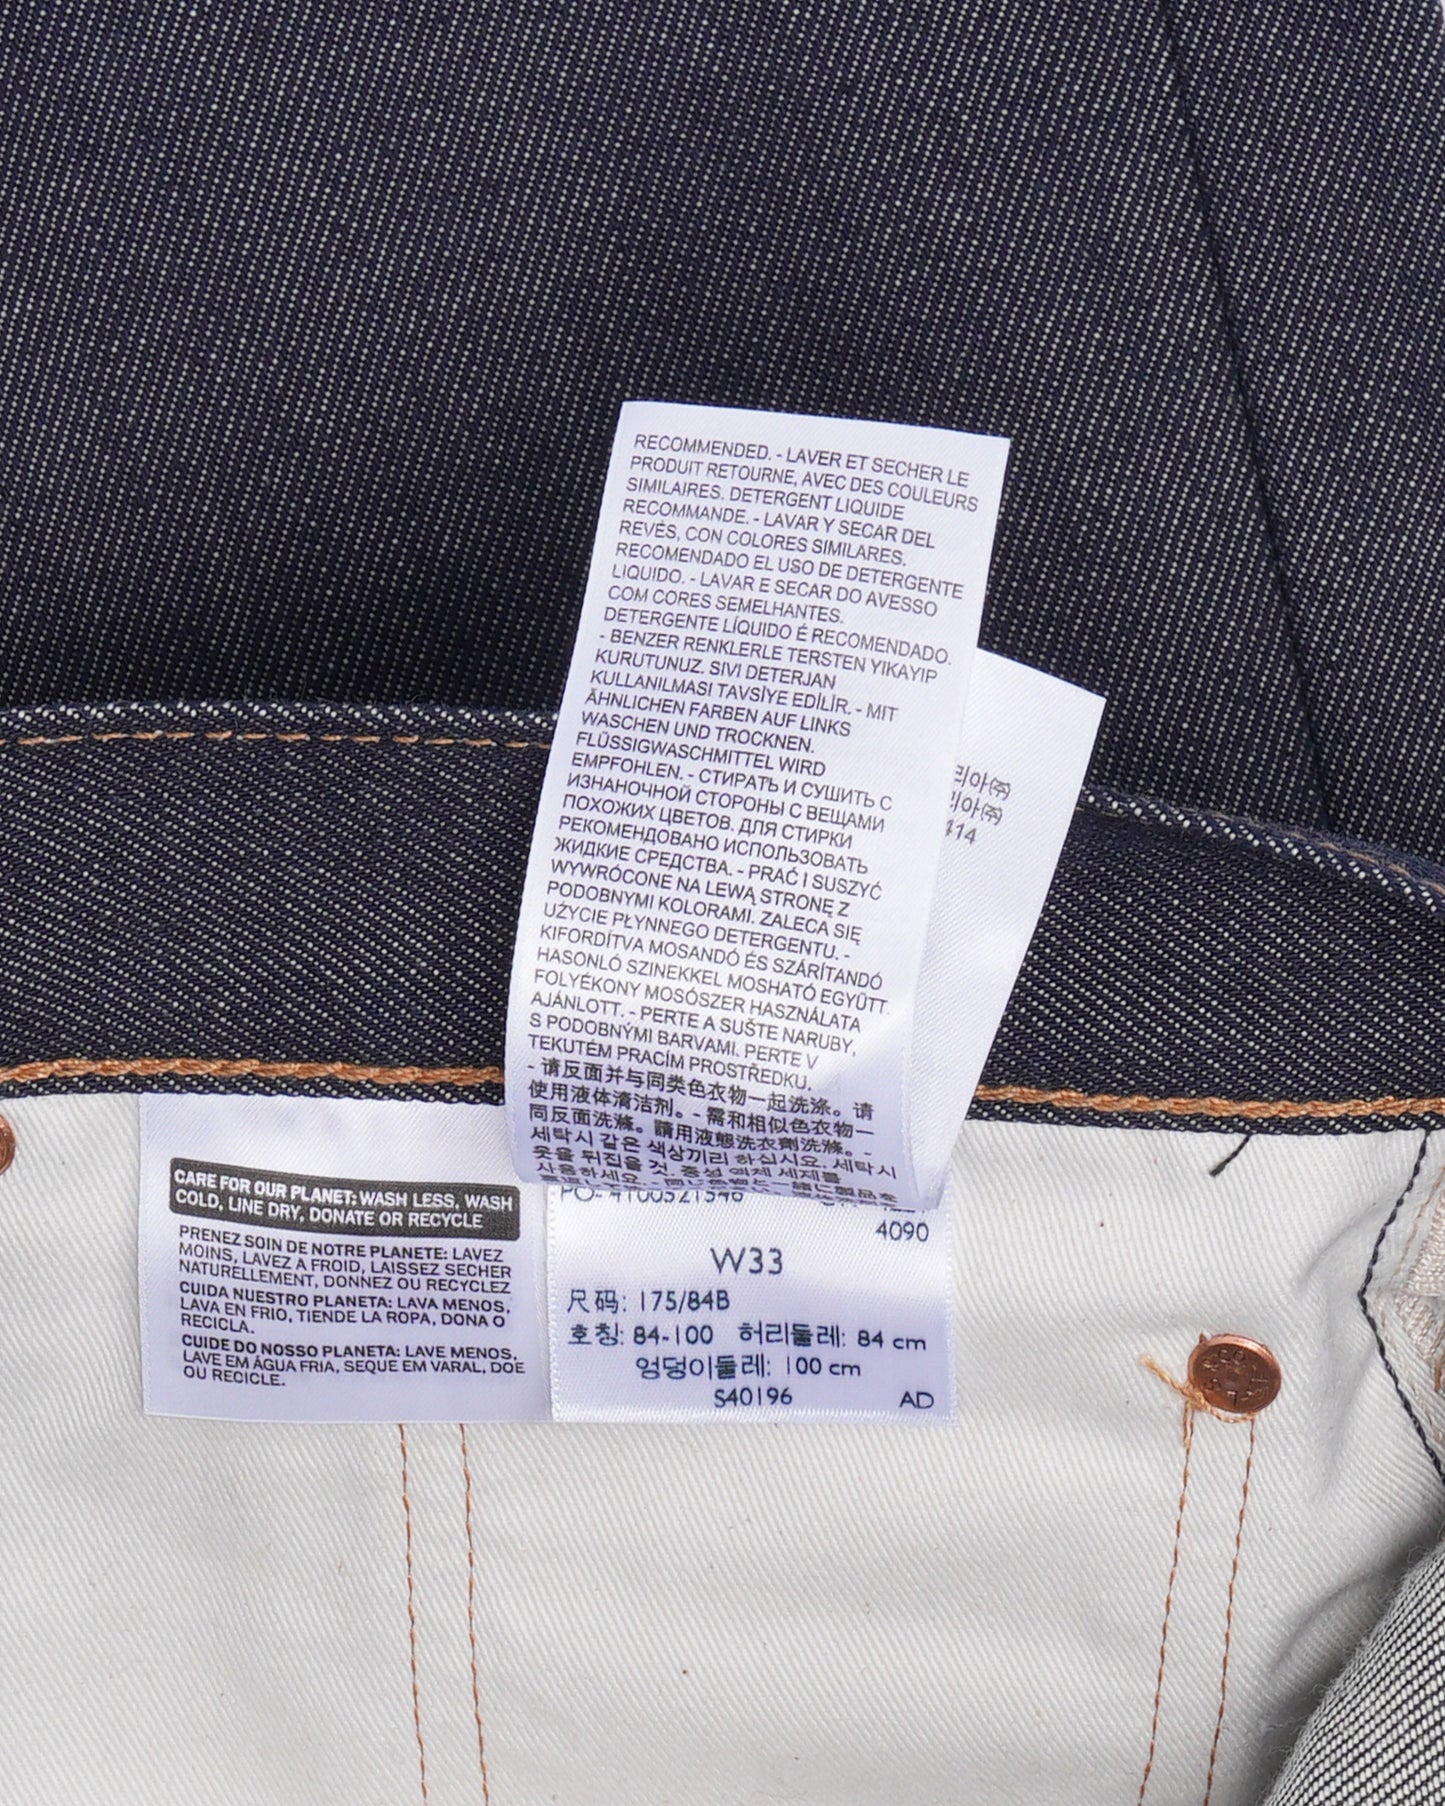 RECOMMENDED. - LAVER ET SECHER LE
PRODUIT RETOURNE, AVEC DES COULEURS
SIMILAIRES. DETERGENT LIQUIDE
RECOMMANDE. - LAVAR Y SECAR DEL
REVÉS, CON COLORES SIMILARES.
RECOMENDADO EL USO DE DETERGENTE
LÍQUIDO. - LAVAR E SECAR DO AVESSO
COM CORES SEMELHANTES.
DETERGENTE LÍQUIDO É RECOMENDADO.
- BENZER RENKLERLE TERSTEN YIKAYIP
KURUTUNUZ. SIVI DETERJAN
KULLANILMASI TAVSİYE EDİLİR. - MIT
ÄHNLICHEN FARBEN AUF LINKS
WASCHEN UND TROCKNEN.
FLÜSSIGWASCHMITTEL WIRD
EMPFOHLEN. - СТИРАТЬ И СУШИТЬ С
ИЗНАНОЧНОЙ СТОРОНЫ С ВЕЩАМИ
ПОХОЖИХ ЦВЕТОВ. ДЛЯ СТИРКИ
РЕКОМЕНДОВАНО ИСПОЛЬЗОВАТЬ
ЖИДКИЕ СРЕДСТВА. - PRAĆ I SUSZYĆ
WYWRÓCONE NA LEWĄ STRONĘ Z
PODOBNYMI KOLORAMI. ZALECA SIĘ
UŻYCIE PŁYNNEGO DETERGENTU. -
KIFORDÍTVA MOSANDÓ ÉS SZÁRÍTANDÓ
HASONLÓ SZINEKKEL MOSHATÓ EGYÜTT.
FOLYÉKONY MOSÓSZER HASZNÁLATA
AJÁNLOTT. - PERTE A SUŠTE NARUBY,
S PODOBNÝMI BARVAMI. PERTE V
TEKUTÉM PRACÍM PROSTŘEDKU.
- 请反面并与同类色衣物一起洗涤。请
使用液体清洁剂。- 需和相似色衣物一
同反面洗滌。請用液態洗衣劑洗滌。-
세탁시 같은 색상끼리 하십시요. 세탁시
옷을 뒤집을 것. 중성 액체 세제를
사용하세요.
리아(주)
리아(주)
414
CARE FOR OUR PLANET: WASH LESS, WASH
COLD, LINE DRY, DONATE OR RECYCLE
PRENEZ SOIN DE NOTRE PLANETE: LAVEZ
MOINS, LAVEZ A FROID, LAISSEZ SECHER
NATURELLEMENT, DONNEZ OU RECYCLEZ
CUIDA NUESTRO PLANETA: LAVA MENOS,
LAVA EN FRIO, TIENDE LA ROPA, DONA O
RECICLA.
CUIDE DO NOSSO PLANETA: LAVE MENOS,
LAVE EM ÁGUA FRIA, SEQUE EM VARAL, DOE
OU RECICLE.
4090
W33
尺码: 175/84B
호칭: 84-100 허리둘레: 84 cm
엉덩이둘레: 100 cm
S40196 AD